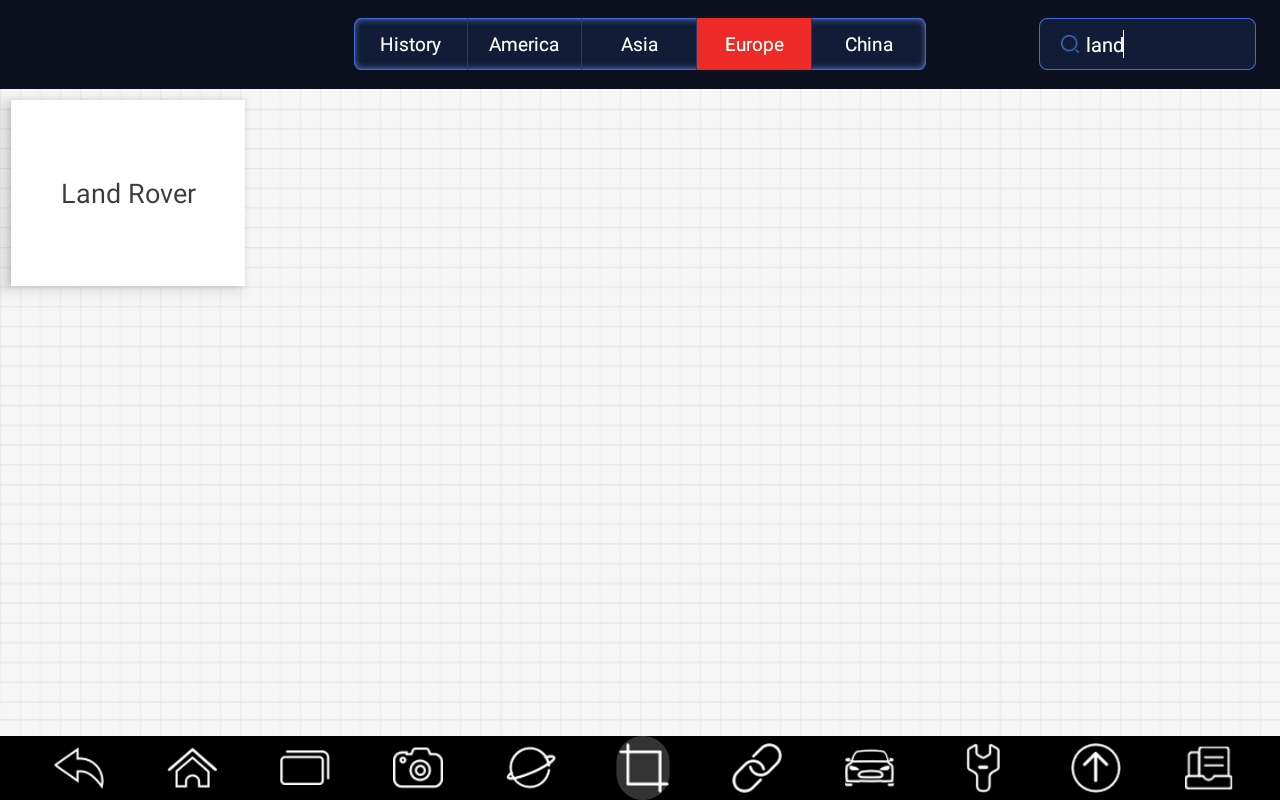 History
America
Asia
Europe
China
land
Land Rover